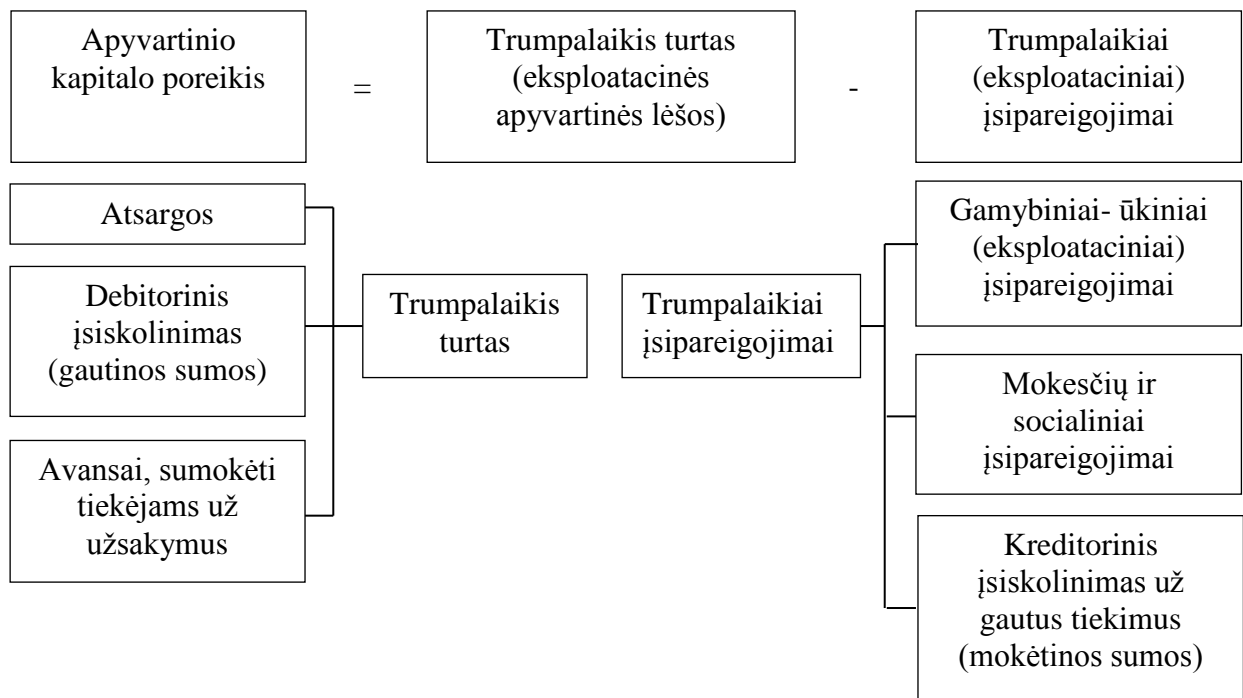 Apyvartinio
kapitalo poreikis
=
Trumpalaikis turtas
(eksploatacinės
apyvartinės lėšos)
-
Trumpalaikiai
(eksploataciniai)
įsipareigojimai
Atsargos
Debitorinis
įsiskolinimas
(gautinos sumos)
Avansai, sumokėti
tiekėjams už
užsakymus
Trumpalaikis
turtas
Trumpalaikiai
įsipareigojimai
Gamybiniai- ūkiniai
(eksploataciniai)
įsipareigojimai
Mokesčių ir
socialiniai
įsipareigojimai
Kreditorinis
įsiskolinimas už
gautus tiekimus
(mokėtinos sumos)